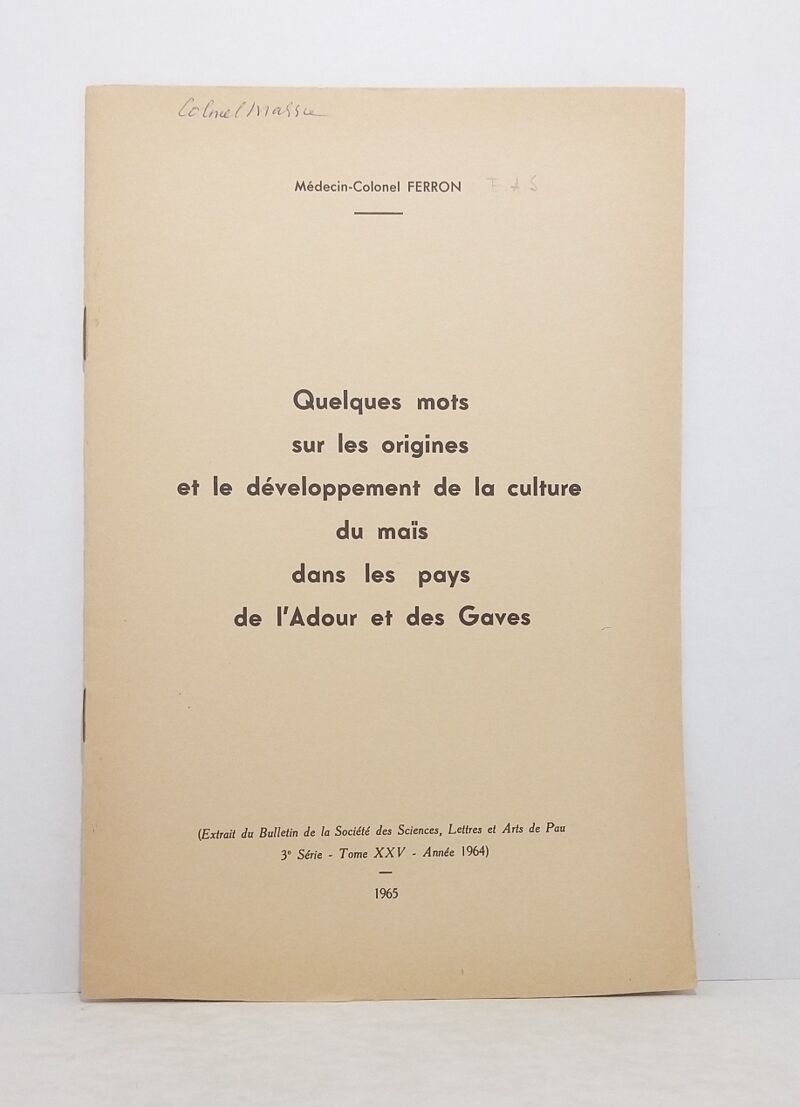 Colonel Massie
Médecin-Colonel FERRON E A S
Quelques mots
sur les origines
et le développement de la culture
du maïs
dans les pays
de l'Adour et des Gaves
(Extrait du Bulletin de la Société des Sciences, Lettres et Arts de Pau
3e Série - Tome XXV - Année 1964)
1965